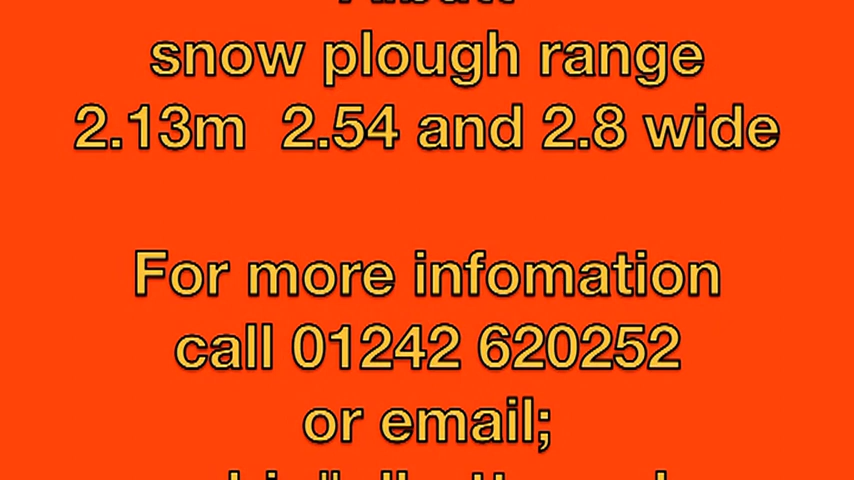 snow plough range
2.13m 2.54 and 2.8 wide
For more infomation
call 01242 620252
or email;